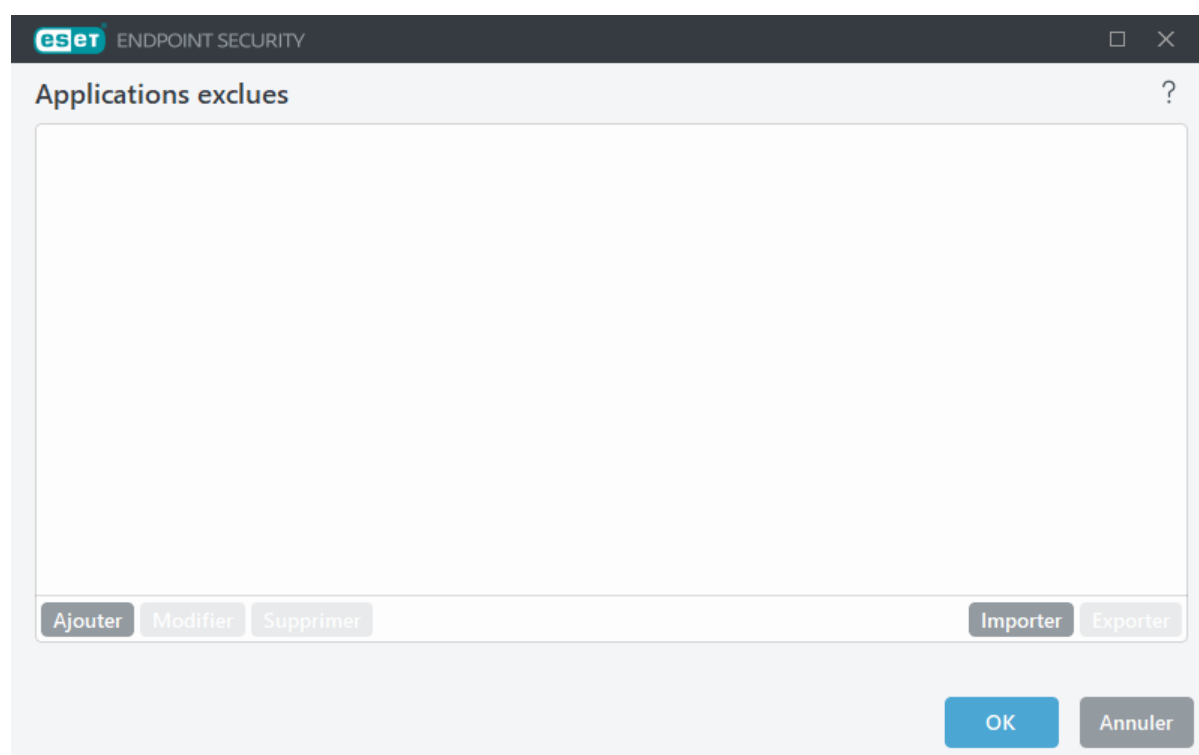 eset ENDPOINT SECURITY
Applications exclues
?
Ajouter Modifier Supprimer Importer Exporter
OK Annuler